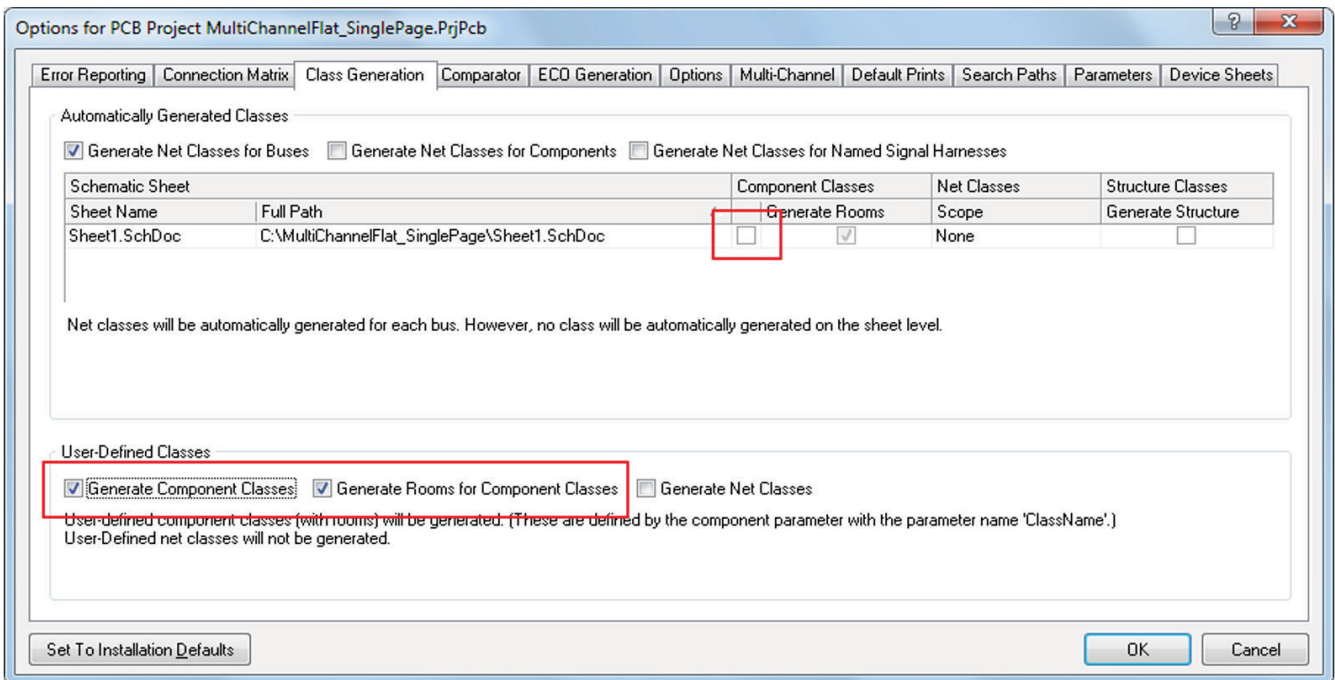 Options for PCB Project MultiChannelFlat_SinglePage.PrjPcb
Error Reporting Connection Matrix Class Generation Comparator ECO Generation Options Multi-Channel Default Prints Search Paths Parameters Device Sheets
Automatically Generated Classes
Generate Net Classes for Buses Generate Net Classes for Components Generate Net Classes for Named Signal Harnesses
Schematic Sheet Component Classes Net Classes Structure Classes
Sheet Name Full Path Generate Rooms Scope Generate Structure
Sheet1.SchDoc C:\MultiChannelFlat_SinglePage\Sheet1.SchDoc None
Net classes will be automatically generated for each bus. However, no class will be automatically generated on the sheet level.
User-Defined Classes
Generate Component Classes Generate Rooms for Component Classes Generate Net Classes
User-defined component classes (with rooms) will be generated. (These are defined by the component parameter with the parameter name 'ClassName'.)
User-Defined net classes will not be generated.
Set To Installation Defaults OK Cancel